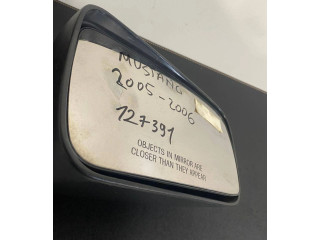 MUSTANG
2005-2006
127391
OBJECTS IN MIRROR ARE
CLOSER THAN THEY APPEAR